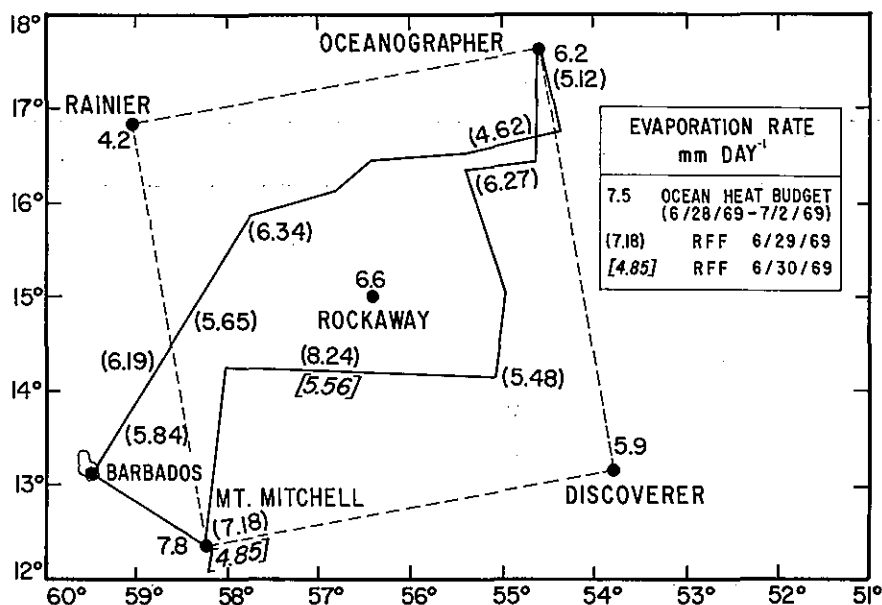 18°
OCEANOGRAPHER
6.2
(5.12)
17°
RAINIER
4.2
(4.62)
EVAPORATION RATE
mm DAY⁻¹
7.5 OCEAN HEAT BUDGET
(6/28/69-7/2/69)
(7.18) RFF 6/29/69
[4.85] RFF 6/30/69
(6.27)
16°
(6.34)
6.6
15°
ROCKAWAY
(5.65)
(6.19)
(8.24)
[5.56]
(5.48)
14°
(5.84)
5.9
13°
BARBADOS
DISCOVERER
MT. MITCHELL
(7.18)
7.8
[4.85]
12°
60° 59° 58° 57° 56° 55° 54° 53° 52° 51°